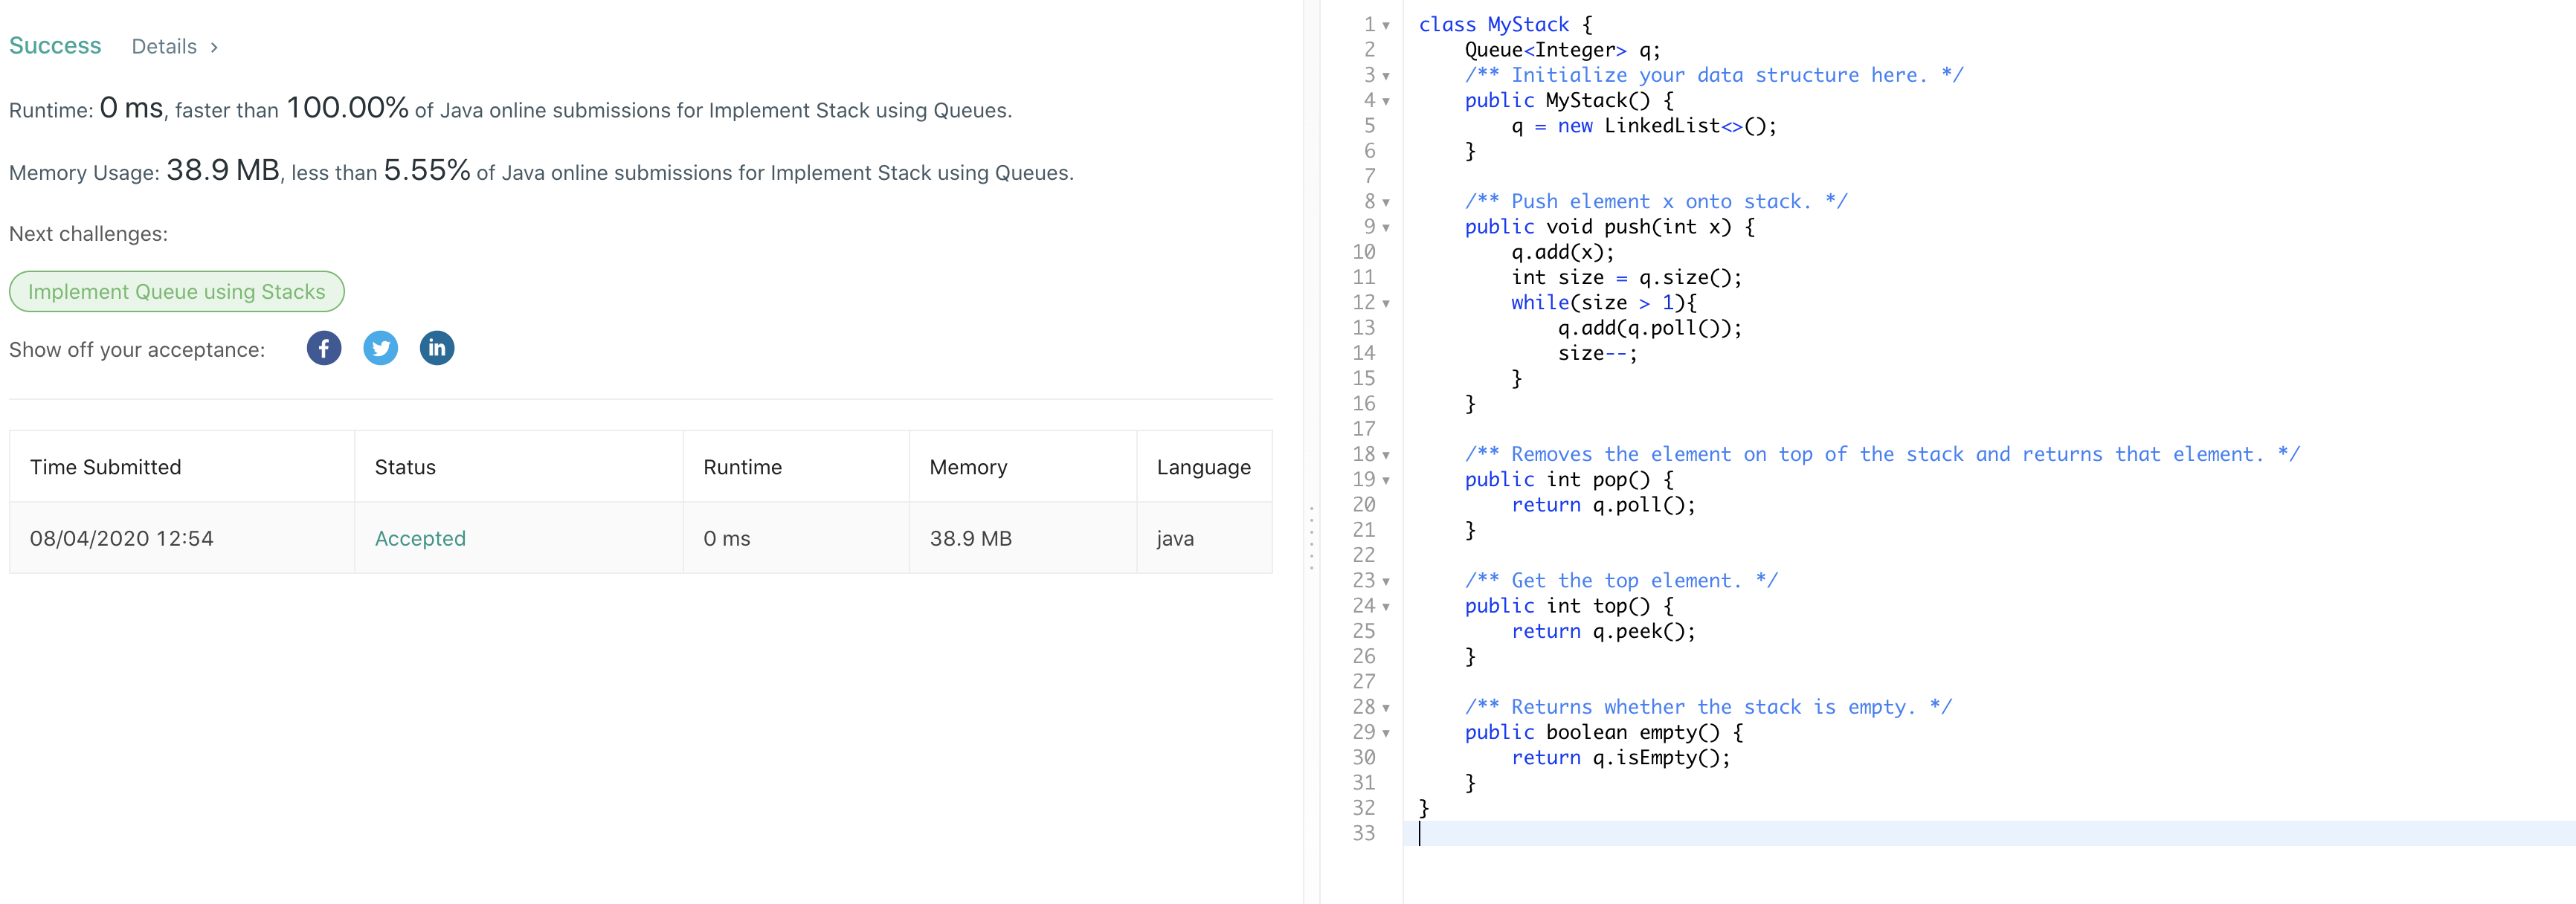 Success Details >
Runtime: 0 ms, faster than 100.00% of Java online submissions for Implement Stack using Queues.
Memory Usage: 38.9 MB, less than 5.55% of Java online submissions for Implement Stack using Queues.
Next challenges:
Implement Queue using Stacks
Show off your acceptance: f in
Time Submitted Status Runtime Memory Language
08/04/2020 12:54 Accepted 0 ms 38.9 MB java
1 class MyStack {
2     Queue<Integer> q;
3     /** Initialize your data structure here. */
4     public MyStack() {
5         q = new LinkedList<>();
6     }
7
8     /** Push element x onto stack. */
9     public void push(int x) {
10         q.add(x);
11         int size = q.size();
12         while(size > 1){
13             q.add(q.poll());
14             size--;
15         }
16     }
17
18     /** Removes the element on top of the stack and returns that element. */
19     public int pop() {
20         return q.poll();
21     }
22
23     /** Get the top element. */
24     public int top() {
25         return q.peek();
26     }
27
28     /** Returns whether the stack is empty. */
29     public boolean empty() {
30         return q.isEmpty();
31     }
32 }
33